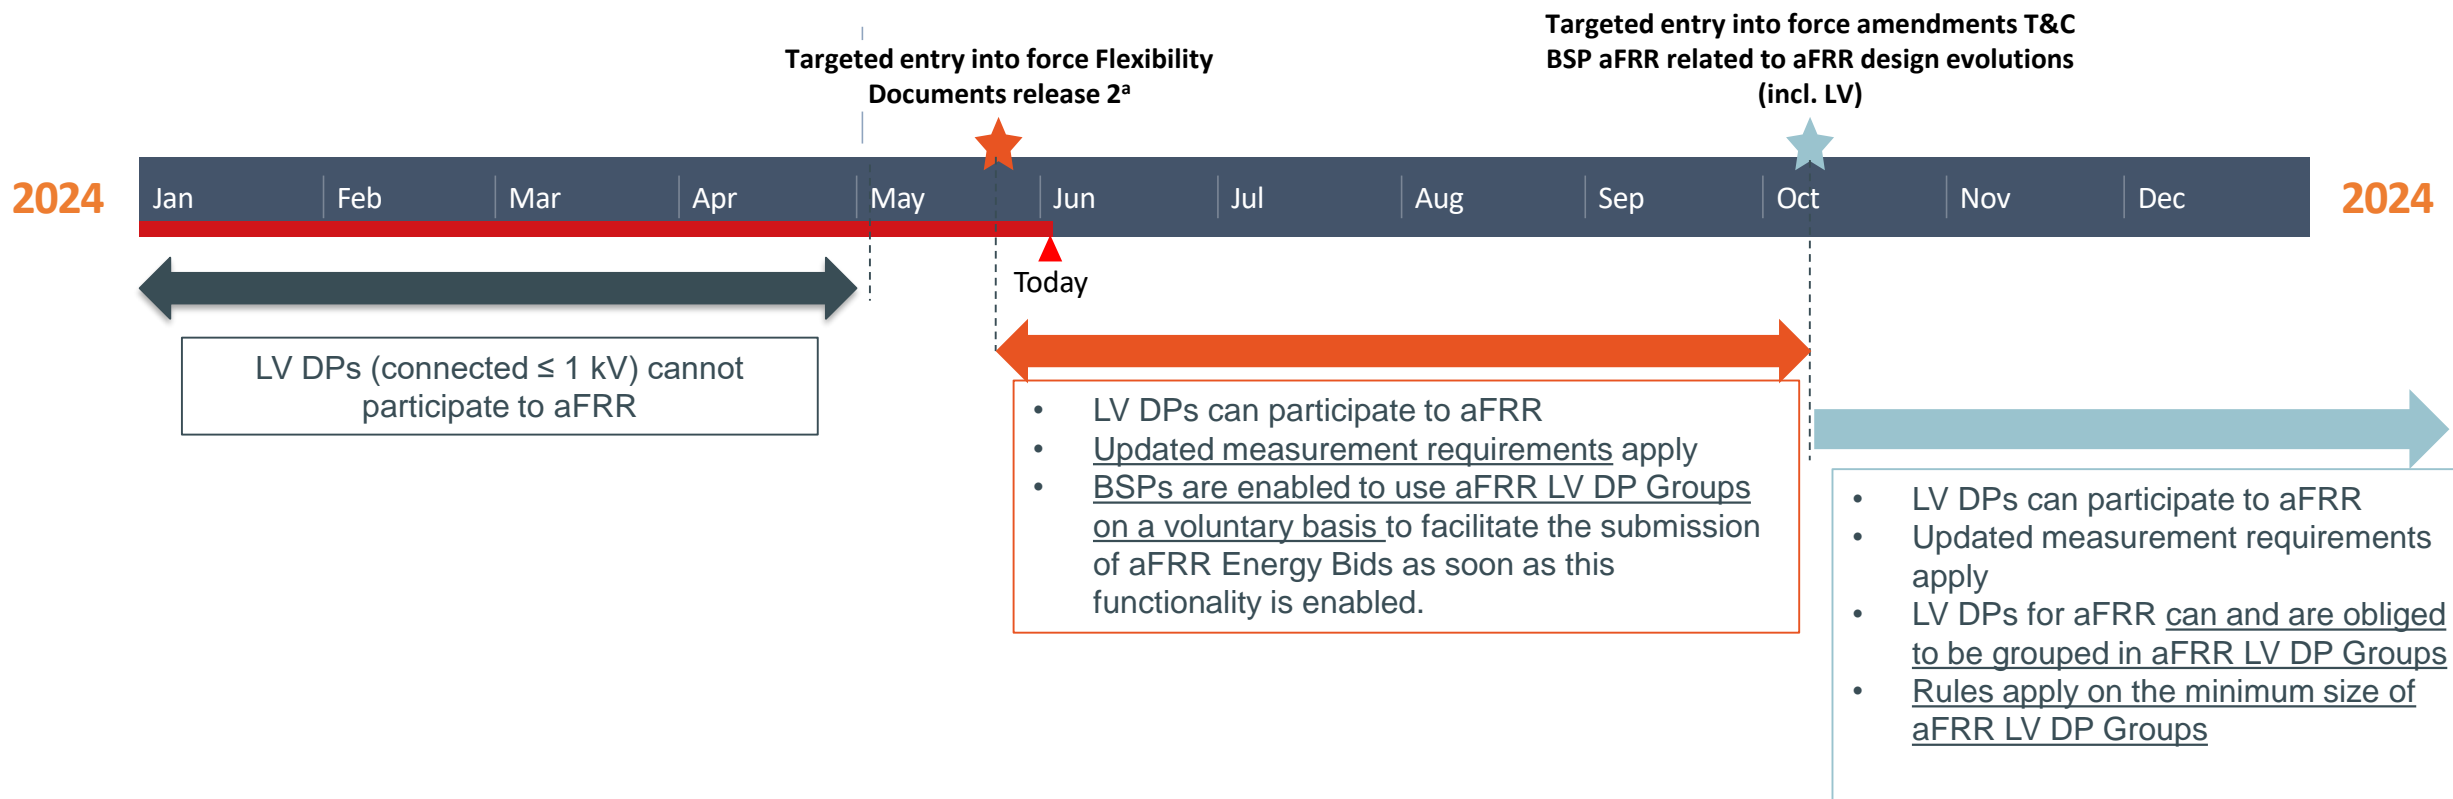 Targeted entry into force Flexibility
Documents release 2ᵃ
Targeted entry into force amendments T&C
BSP aFRR related to aFRR design evolutions
(incl. LV)
2024
Jan
Feb
Mar
Apr
May
Jun
Jul
Aug
Sep
Oct
Nov
Dec
2024
Today
LV DPs (connected ≤ 1 kV) cannot
participate to aFRR
• LV DPs can participate to aFRR
• Updated measurement requirements apply
• BSPs are enabled to use aFRR LV DP Groups
on a voluntary basis to facilitate the submission
of aFRR Energy Bids as soon as this
functionality is enabled.
• LV DPs can participate to aFRR
• Updated measurement requirements
apply
• LV DPs for aFRR can and are obliged
to be grouped in aFRR LV DP Groups
• Rules apply on the minimum size of
aFRR LV DP Groups